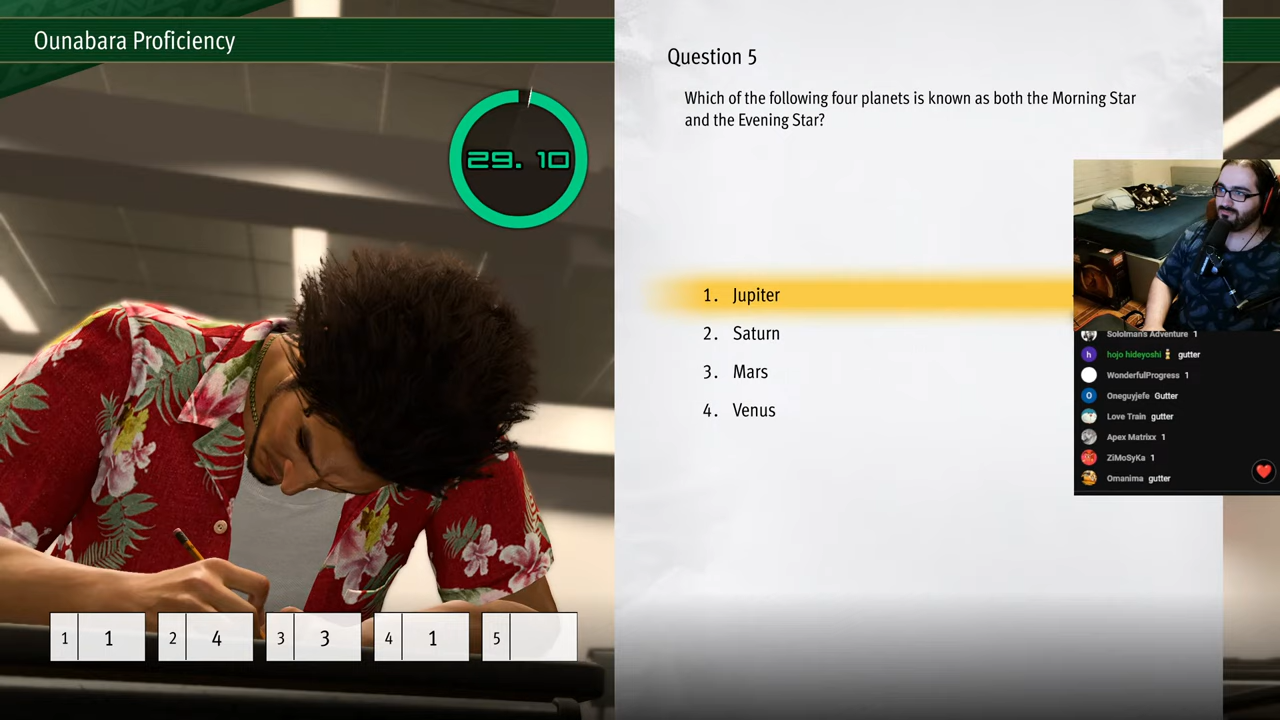 Ounabara Proficiency
29. 10
Question 5
Which of the following four planets is known as both the Morning Star
and the Evening Star?
1. Jupiter
2. Saturn
3. Mars
4. Venus
Sololman's Adventure 1
h hojo hideyoshi gutter
WonderfulProgress 1
O Oneguyjefe Gutter
Love Train gutter
Apex Matrixx 1
ZiMoSyKa 1
Omanima gutter
1 1
2 4
3 3
4 1
5